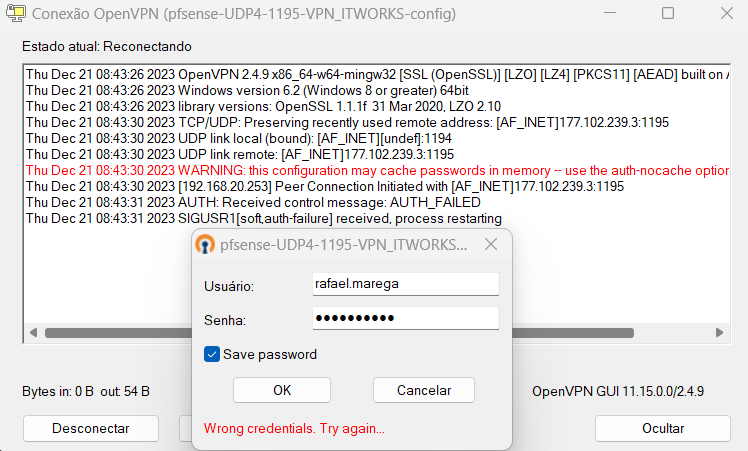 Conexão OpenVPN (pfsense-UDP4-1195-VPN_ITWORKS-config)
Estado atual: Reconectando
Thu Dec 21 08:43:26 2023 OpenVPN 2.4.9 x86_64-w64-mingw32 [SSL (OpenSSL)] [LZO] [LZ4] [PKCS11] [AEAD] built on
Thu Dec 21 08:43:26 2023 Windows version 6.2 (Windows 8 or greater) 64bit
Thu Dec 21 08:43:26 2023 library versions: OpenSSL 1.1.1f 31 Mar 2020, LZO 2.10
Thu Dec 21 08:43:30 2023 TCP/UDP: Preserving recently used remote address: [AF_INET]177.102.239.3:1195
Thu Dec 21 08:43:30 2023 UDP link local (bound): [AF_INET][undef]:1194
Thu Dec 21 08:43:30 2023 UDP link remote: [AF_INET]177.102.239.3:1195
Thu Dec 21 08:43:30 2023 WARNING: this configuration may cache passwords in memory -- use the auth-nocache option
Thu Dec 21 08:43:30 2023 [192.168.20.253] Peer Connection Initiated with [AF_INET]177.102.239.3:1195
Thu Dec 21 08:43:31 2023 AUTH: Received control message: AUTH_FAILED
Thu Dec 21 08:43:31 2023 SIGUSR1[soft,auth-failure] received, process restarting
pfsense-UDP4-1195-VPN_ITWORKS...
Usuário: rafael.marega
Senha: ●●●●●●●●●●
Save password
OK Cancelar
Wrong credentials. Try again...
Bytes in: 0 B out: 54 B OpenVPN GUI 11.15.0.0/2.4.9
Desconectar Ocultar